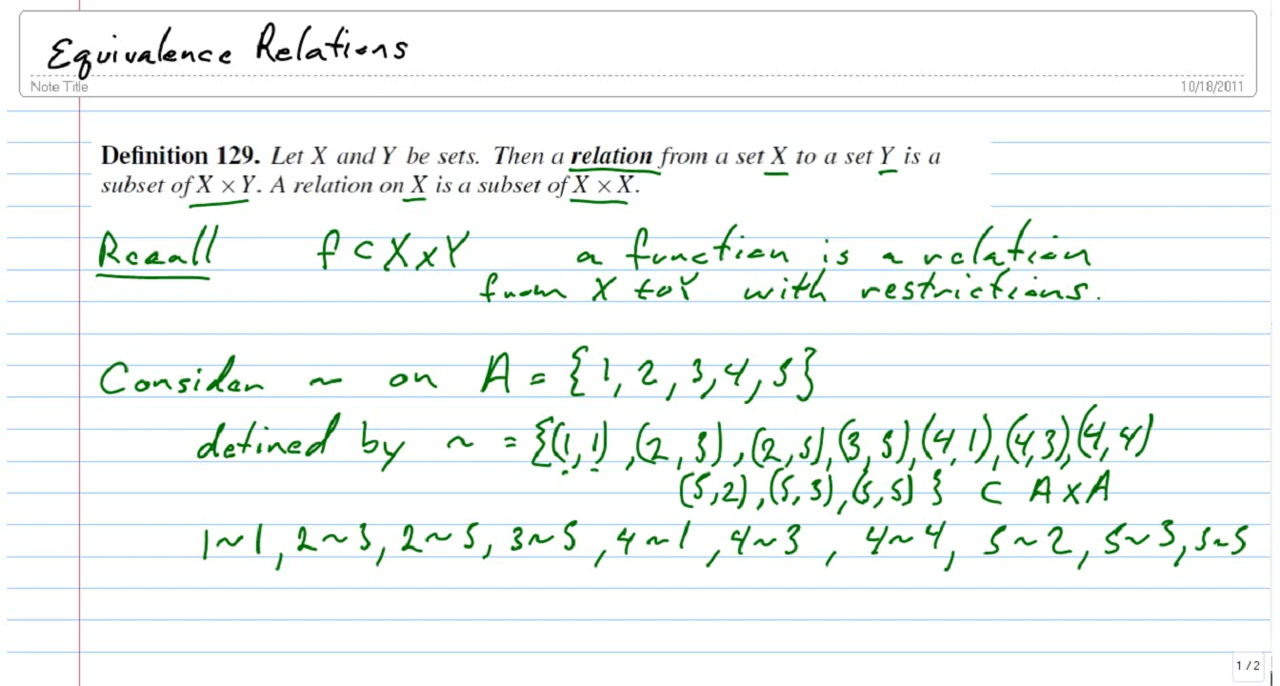 Equivalence Relations
Note Title
10/18/2011
Definition 129. Let X and Y be sets. Then a relation from a set X to a set Y is a
subset of X × Y. A relation on X is a subset of X × X.
Recall f ⊂ X x Y a function is a relation
from X to Y with restrictions.
Consider ~ on A = {1, 2, 3, 4, 5}
defined by ~ = {(1, 1), (2, 3), (2, 5), (3, 5), (4, 1), (4, 3), (4, 4)
(5, 2), (5, 3), (5, 5)} ⊂ A x A
1~1, 2~3, 2~5, 3~5, 4~1, 4~3, 4~4, 5~2, 5~3, 5~5
1 / 2